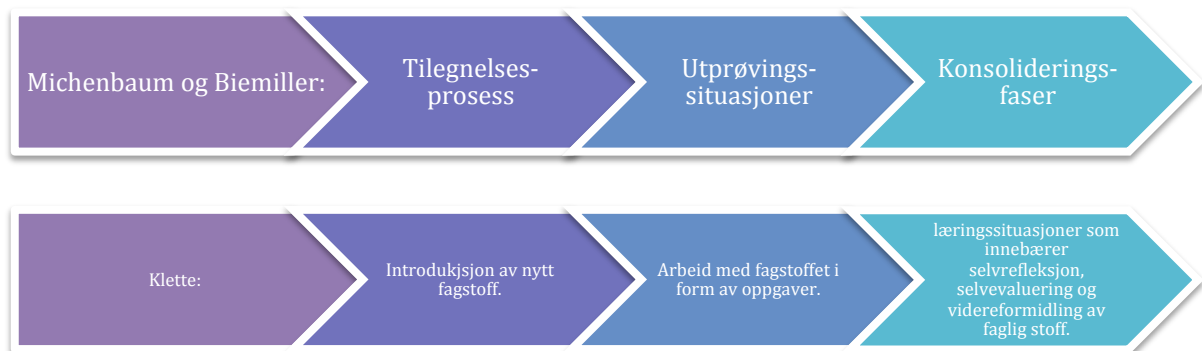 Michenbaum og Biemiller:
Tilegnelses-
prosess
Utprøvings-
situasjoner
Konsoliderings-
faser
Klette:
Introdukjsjon av nytt
fagstoff.
Arbeid med fagstoffet i
form av oppgaver.
læringssituasjoner som
innebærer
selvrefleksjon,
selvevaluering og
videreformidling av
faglig stoff.